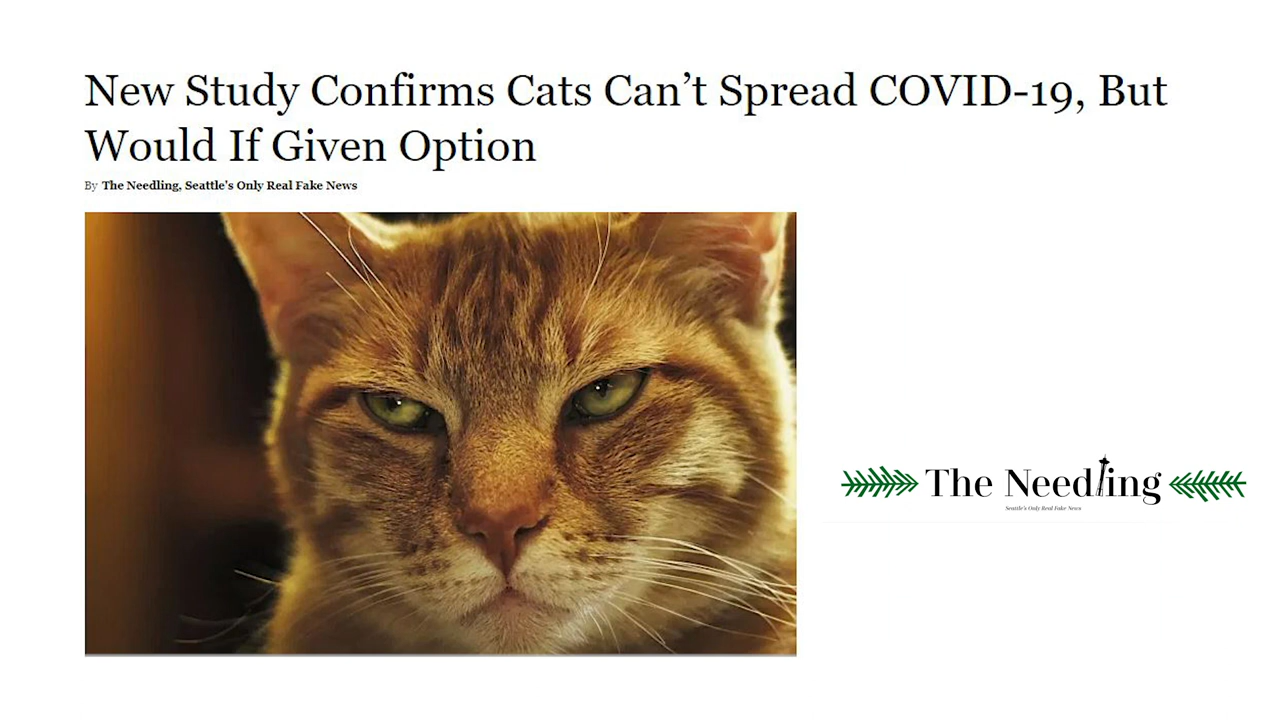 New Study Confirms Cats Can’t Spread COVID-19, But
Would If Given Option
By The Needling, Seattle's Only Real Fake News
The Needling
Seattle's Only Real Fake News